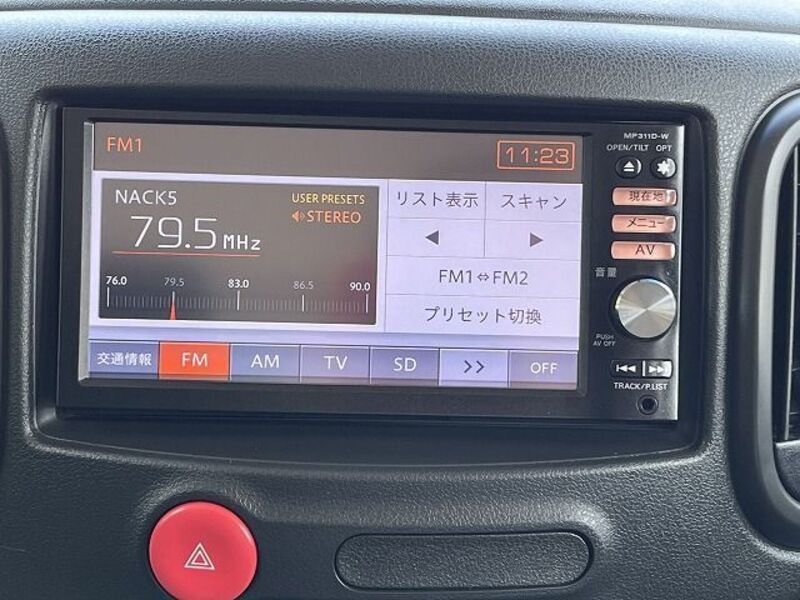 MP311D-W
OPEN/TILT OPT
FM1
11:23
NACK5
USER PRESETS
79.5 MHz
STEREO
76.0 79.5 83.0 86.5 90.0
リスト表示 スキャン
◀ ▶
FM1⇔FM2
プリセット切換
交通情報 FM AM TV SD >> OFF
現在地
メニュー
AV
音量
PUSH
AV OFF
TRACK/P.LIST